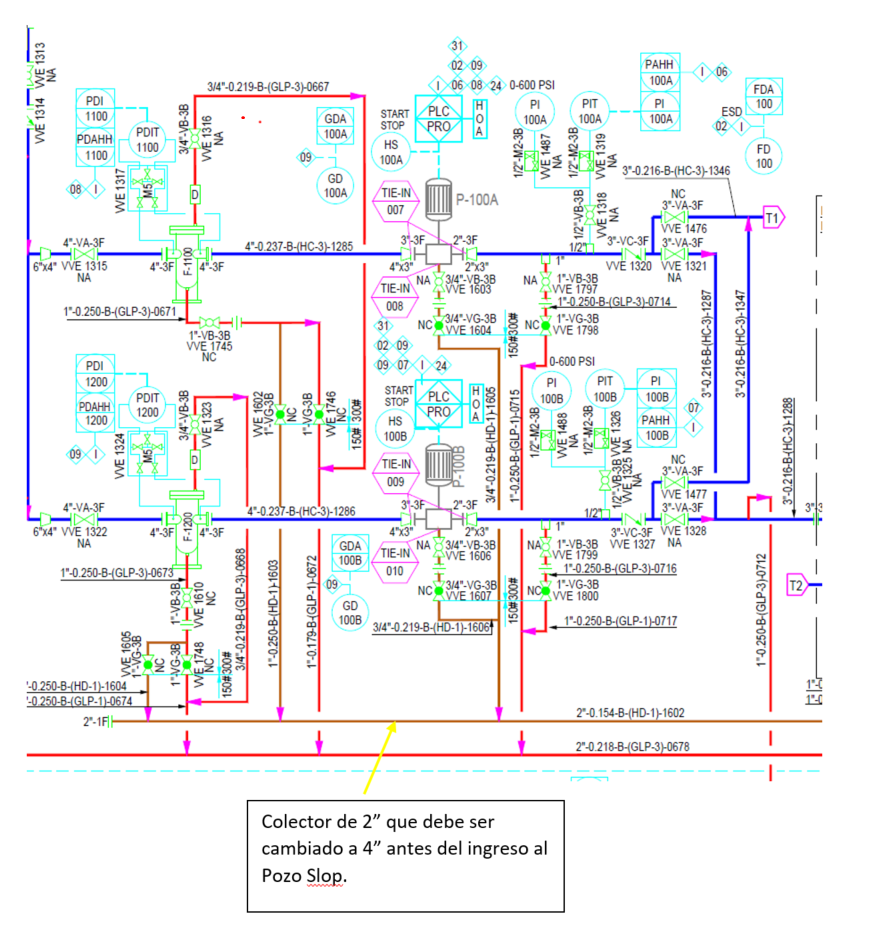 VVE 1313
NA
VVE 1314
NA
PDI
1100
PDAHH
1100
08
I
PDIT
1100
M5
VVE 1317
3/4"-VB-3B
VVE 1316
NA
3/4"-0.219-B-(GLP-3)-0667
D
GDA
100A
09
GD
100A
31
02
09
I
06
08
24
START
STOP
PLC
PRO
H
O
A
HS
100A
TIE-IN
007
P-100A
0-600 PSI
PI
100A
PIT
100A
PAHH
100A
PI
100A
I
06
FDA
100
ESD
02
I
FD
100
1/2"-M2-3B
VVE 1487
NA
1/2"-M2-3B
VVE 1319
NA
1/2"-VB-3B
VVE 1318
NA
3"-0.216-B-(HC-3)-1346
NC
3"-VA-3F
VVE 1476
T1
6"x4"
4"-VA-3F
VVE 1315
NA
4"-3F
F-1100
4"-3F
4"-0.237-B-(HC-3)-1285
3"-3F
4"x3"
2"-3F
2"x3"
1/2"
3"-VC-3F
VVE 1320
3"-VA-3F
VVE 1321
NA
TIE-IN
008
NA
3/4"-VB-3B
VVE 1603
NC
3/4"-VG-3B
VVE 1604
1"
NA
1"-VB-3B
VVE 1797
1"-0.250-B-(GLP-3)-0714
NC
1"-VG-3B
VVE 1798
150#
300#
1"-0.250-B-(GLP-3)-0671
1"-VB-3B
VVE 1745
NC
3"-0.216-B-(HC-3)-1287
3"-0.216-B-(HC-3)-1347
31
02
09
09
07
I
24
START
STOP
PLC
PRO
H
O
A
HS
100B
P-100B
TIE-IN
009
0-600 PSI
PI
100B
PIT
100B
PI
100B
PAHH
100B
07
I
PDI
1200
PDAHH
1200
09
I
PDIT
1200
M5
VVE 1324
3/4"-VB-3B
VVE 1323
NA
D
VVE 1602
1"-VG-3B
NC
1"-VG-3B
VVE 1746
NC
150#
300#
3/4"-0.219-B-(HD-1)-1605
1"-0.250-B-(GLP-1)-0715
1/2"-M2-3B
VVE 1488
NA
1/2"-M2-3B
VVE 1326
NA
1/2"-VB-3B
VVE 1325
NA
NC
3"-VA-3F
VVE 1477
3"-0.216-B-(HC-3)-1288
6"x4"
4"-VA-3F
VVE 1322
NA
4"-3F
F-1200
4"-3F
4"-0.237-B-(HC-3)-1286
3"-3F
4"x3"
2"-3F
2"x3"
1/2"
3"-VC-3F
VVE 1327
3"-VA-3F
VVE 1328
NA
TIE-IN
010
NA
3/4"-VB-3B
VVE 1606
NC
3/4"-VG-3B
VVE 1607
1"
NA
1"-VB-3B
VVE 1799
1"-0.250-B-(GLP-3)-0716
NC
1"-VG-3B
VVE 1800
150#
300#
1"-0.250-B-(GLP-1)-0717
3/4"-0.219-B-(HD-1)-1606
GDA
100B
09
GD
100B
T2
1"-0.250-B-(GLP-3)-0712
1"-0.250-B-(GLP-3)-0673
1"-VB-3B
VVE 1610
NC
VVE 1605
1"-VG-3B
NC
1"-VG-3B
VVE 1748
NC
150#
300#
3/4"-0.219-B-(GLP-3)-0668
1"-0.250-B-(HD-1)-1603
1"-0.179-B-(GLP-1)-0672
"-0.250-B-(HD-1)-1604
"-0.250-B-(GLP-1)-0674
2"-1F
2"-0.154-B-(HD-1)-1602
2"-0.218-B-(GLP-3)-0678
Colector de 2” que debe ser
cambiado a 4” antes del ingreso al
Pozo Slop.